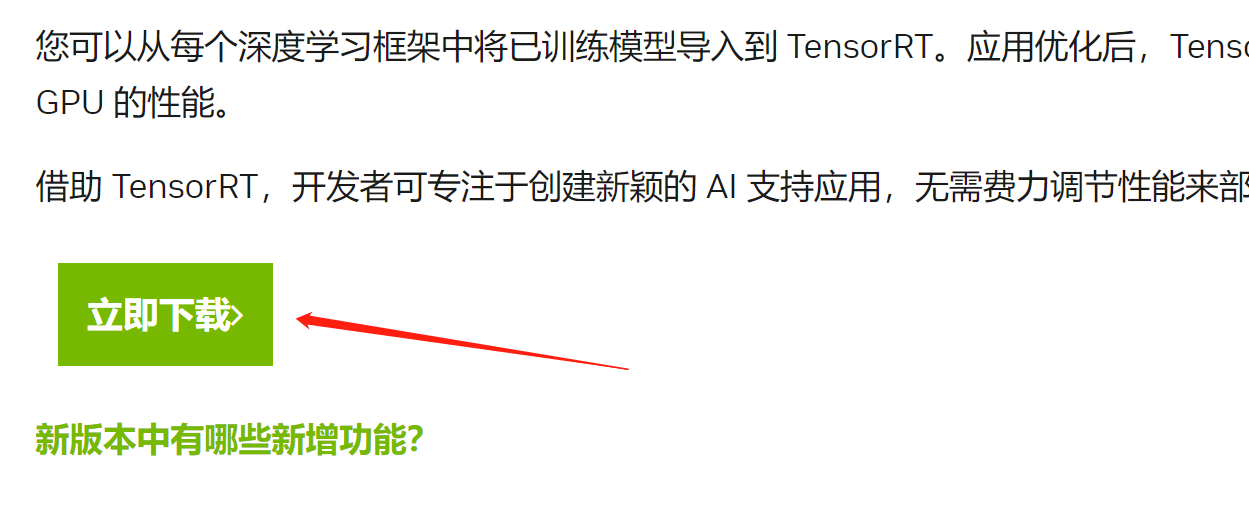 您可以从每个深度学习框架中将已训练模型导入到 TensorRT。应用优化后，Tenso
GPU 的性能。
借助 TensorRT，开发者可专注于创建新颖的 AI 支持应用，无需费力调节性能来部
立即下载>
新版本中有哪些新增功能?